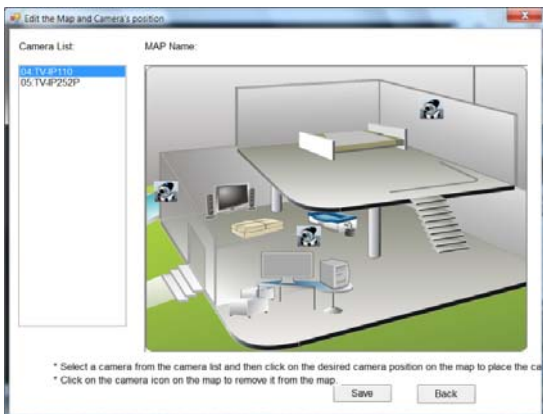 Edit the Map and Camera's position
Camera List:
MAP Name:
04:TV-IP110
05:TV-IP252P
* Select a camera from the camera list and then click on the desired camera position on the map to place the ca
* Click on the camera icon on the map to remove it from the map.
Save
Back